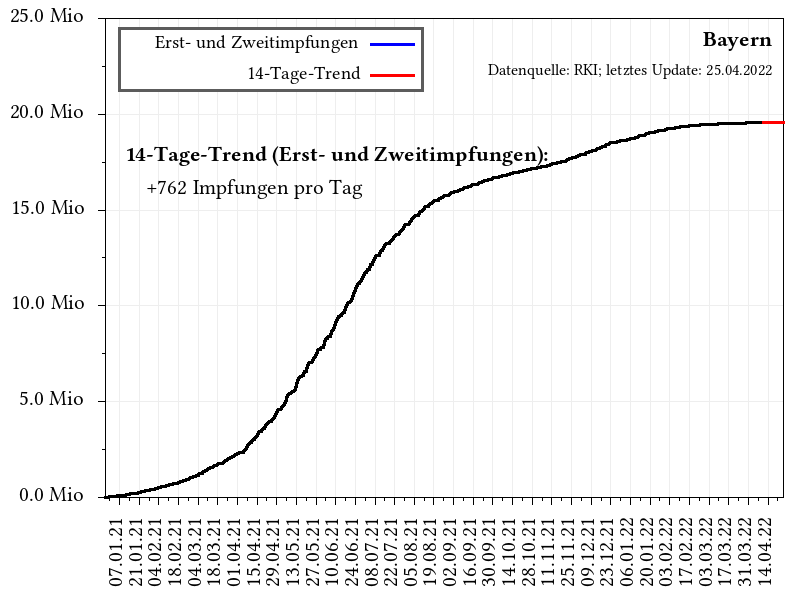 25.0 Mio
20.0 Mio
15.0 Mio
10.0 Mio
5.0 Mio
0.0 Mio
Erst- und Zweitimpfungen
14-Tage-Trend
Bayern
Datenquelle: RKI; letztes Update: 25.04.2022
14-Tage-Trend (Erst- und Zweitimpfungen):
+762 Impfungen pro Tag
07.01.21
21.01.21
04.02.21
18.02.21
04.03.21
18.03.21
01.04.21
15.04.21
29.04.21
13.05.21
27.05.21
10.06.21
24.06.21
08.07.21
22.07.21
05.08.21
19.08.21
02.09.21
16.09.21
30.09.21
14.10.21
28.10.21
11.11.21
25.11.21
09.12.21
23.12.21
06.01.22
20.01.22
03.02.22
17.02.22
03.03.22
17.03.22
31.03.22
14.04.22